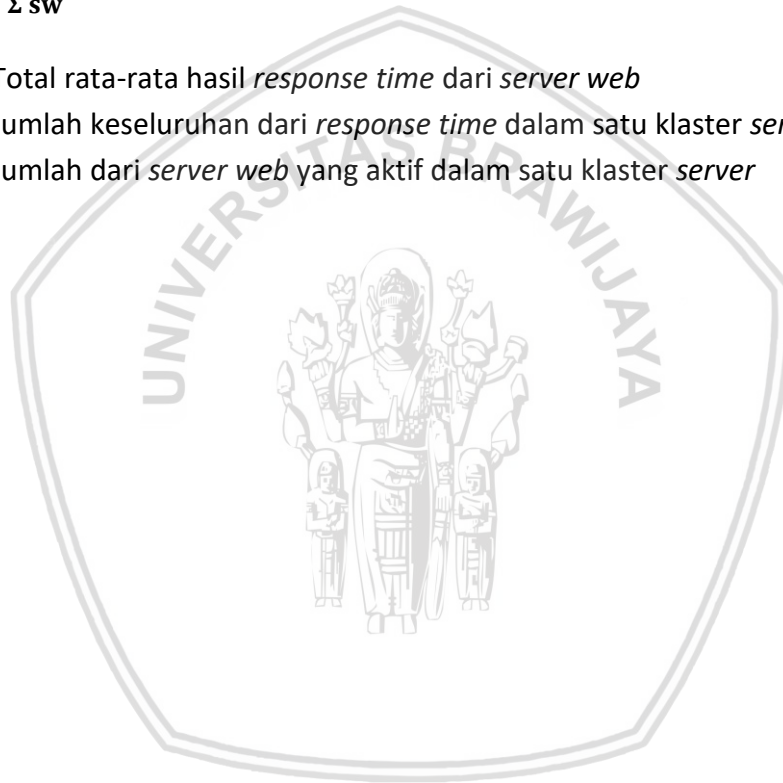 Σ sw
Total rata-rata hasil response time dari server web
umlah keseluruhan dari response time dalam satu klaster
umlah dari server web yang aktif dalam satu klaster server
UNIVERSITAS BRAWIJAYA